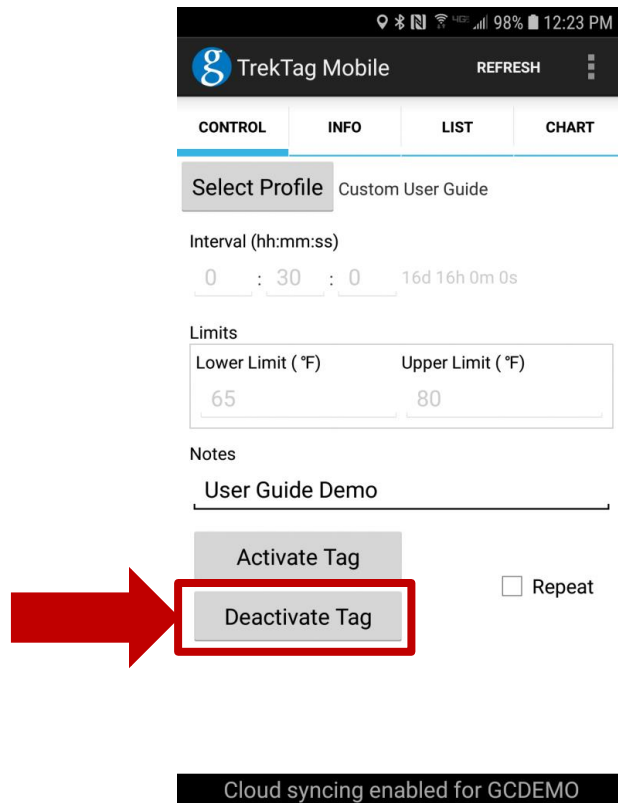 4GE 98% 12:23 PM
g TrekTag Mobile REFRESH
CONTROL INFO LIST CHART
Select Profile Custom User Guide
Interval (hh:mm:ss)
0 : 30 : 0 16d 16h 0m 0s
Limits
Lower Limit ( °F) Upper Limit ( °F)
65 80
Notes
User Guide Demo
Activate Tag
Repeat
Deactivate Tag
Cloud syncing enabled for GCDEMO